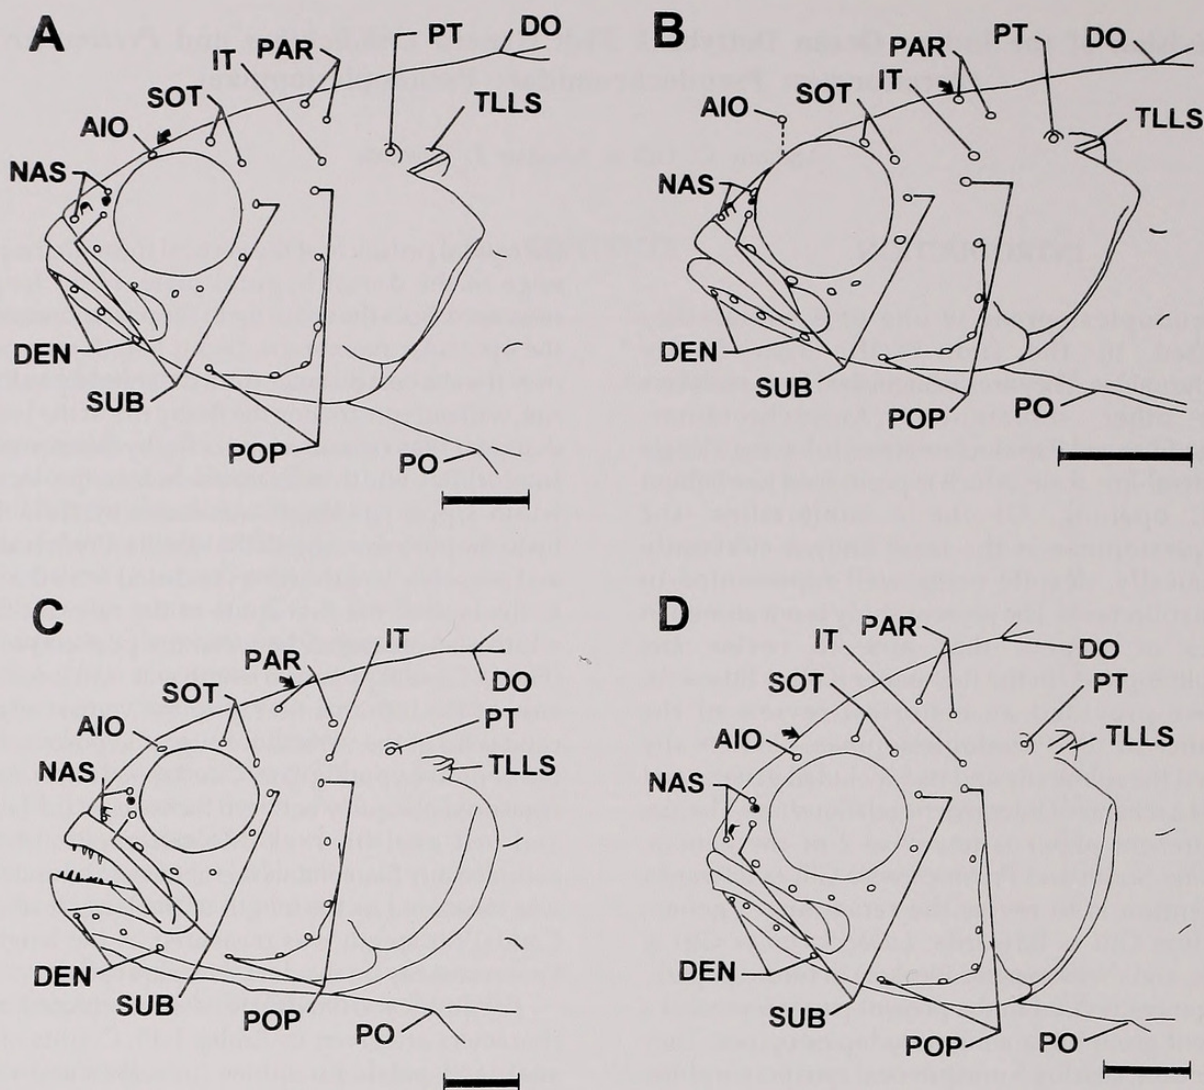 A
PT
DO
PAR
IT
SOT
TLLS
AIO
NAS
DEN
SUB
POP
PO
B
PT
DO
PAR
IT
SOT
AIO
TLLS
NAS
DEN
SUB
POP
PO
C
IT
PAR
DO
SOT
PT
AIO
TLLS
NAS
DEN
SUB
POP
PO
D
PAR
IT
DO
SOT
PT
AIO
TLLS
NAS
DEN
SUB
POP
PO